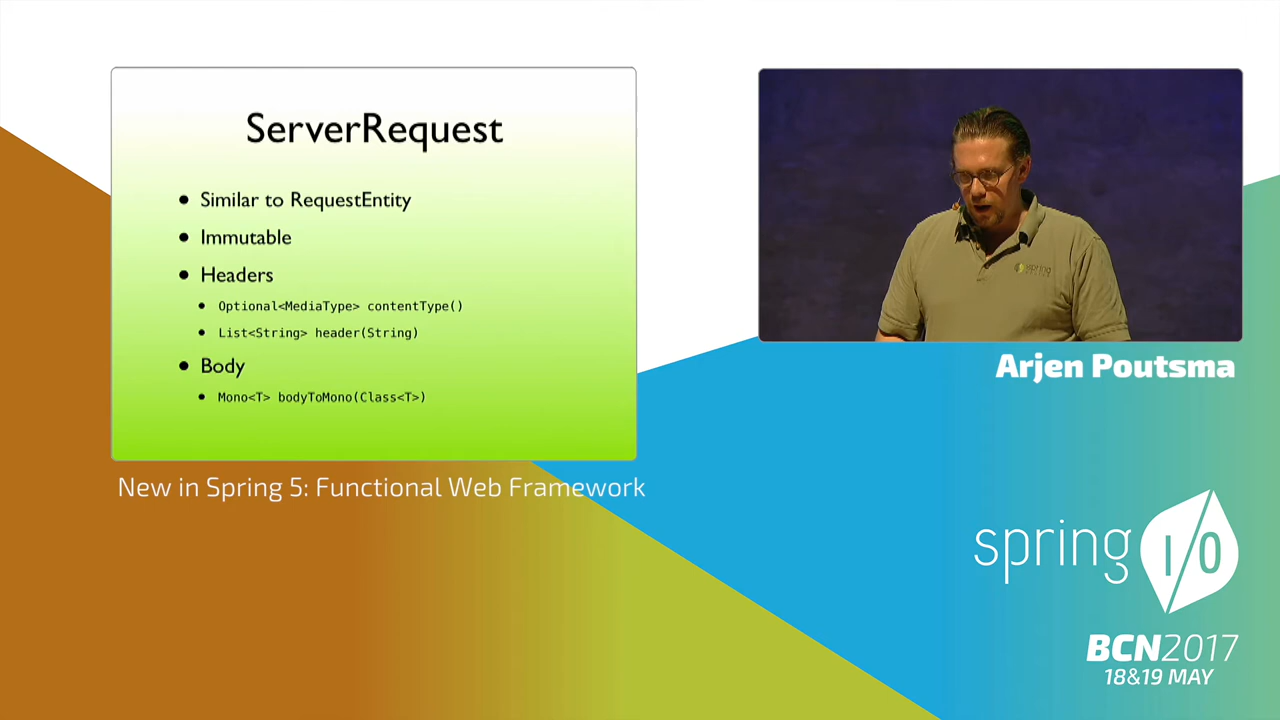 ServerRequest
Similar to RequestEntity
Immutable
Headers
Optional<MediaType> contentType()
List<String> header(String)
Body
Mono<T> bodyToMono(Class<T>)
New in Spring 5: Functional Web Framework
spring
Arjen Poutsma
spring I/O
BCN2017
18&19 MAY